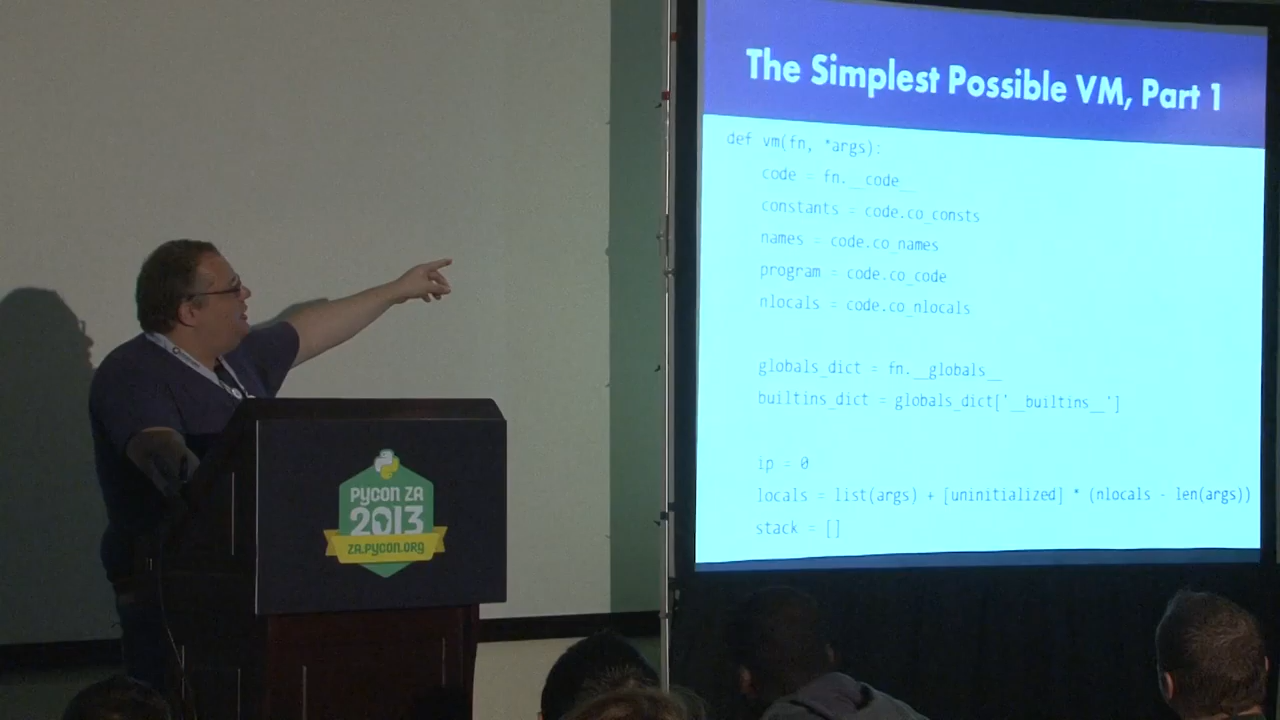 The Simplest Possible VM, Part 1
def vm(fn, *args):
code = fn.__code__
constants = code.co_consts
names = code.co_names
program = code.co_code
nlocals = code.co_nlocals
globals_dict = fn.__globals__
builtins_dict = globals_dict['__builtins__']
ip = 0
locals = list(args) + [uninitialized] * (nlocals - len(args))
stack = []
PYCON ZA
2013
ZA.PYCON.ORG